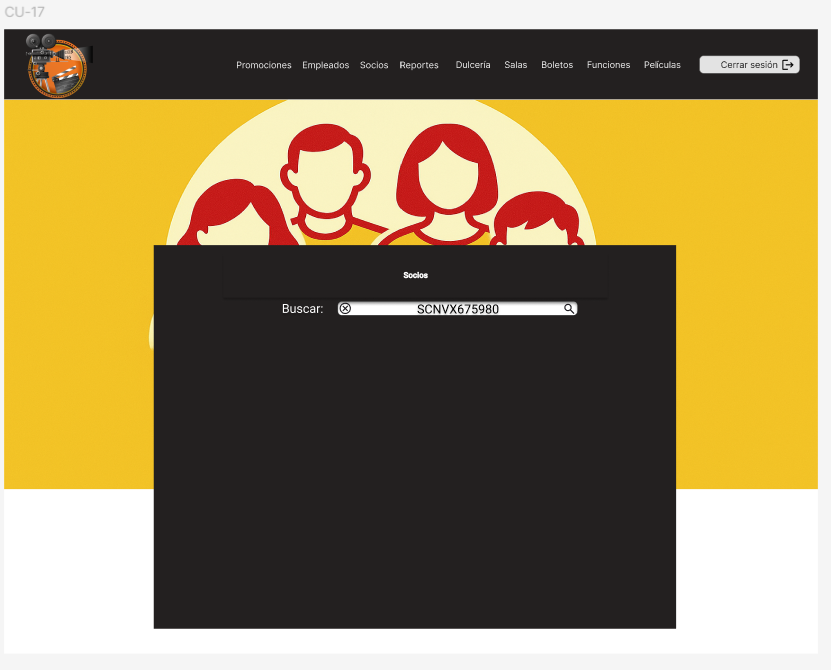 CU-17
Promociones Empleados Socios Reportes Dulcería Salas Boletos Funciones Películas Cerrar sesión
Socios
Buscar: SCNVX675980